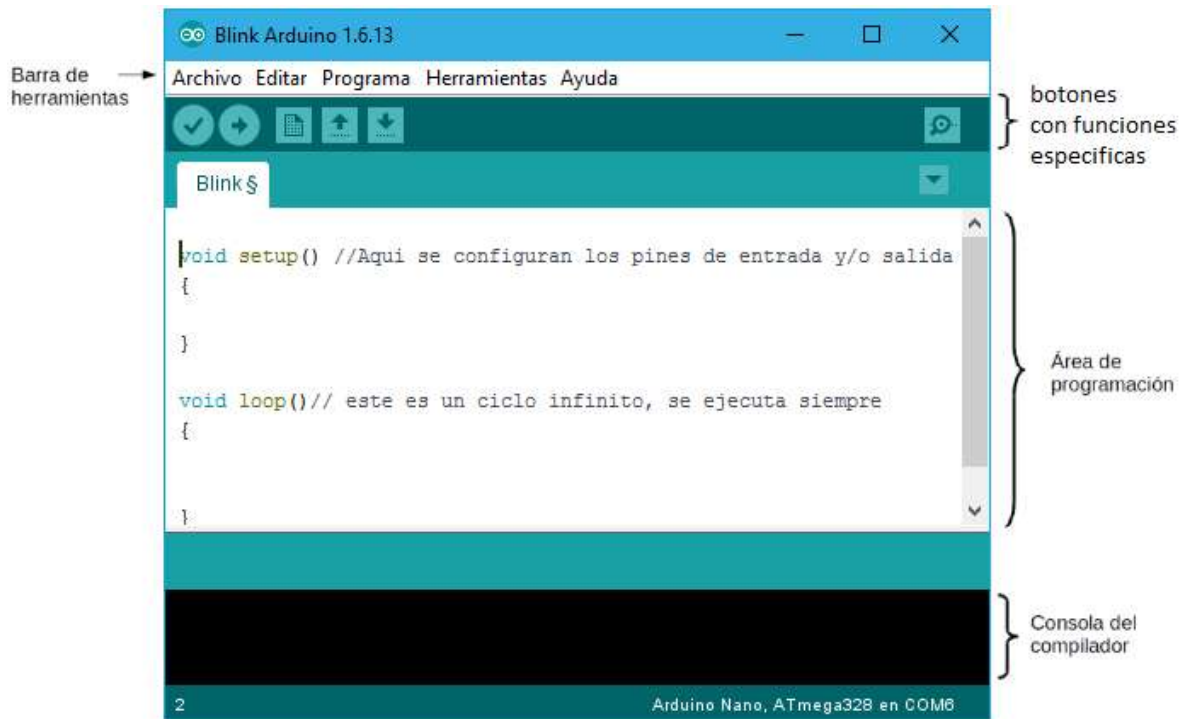 Blink Arduino 1.6.13
Barra de
herramientas
Archivo Editar Programa Herramientas Ayuda
botones
con funciones
especificas
Blink §
void setup() //Aqui se configuran los pines de entrada y/o salida
{
}
void loop()// este es un ciclo infinito, se ejecuta siempre
{
}
Área de
programación
Consola del
compilador
2
Arduino Nano, ATmega328 en COM6